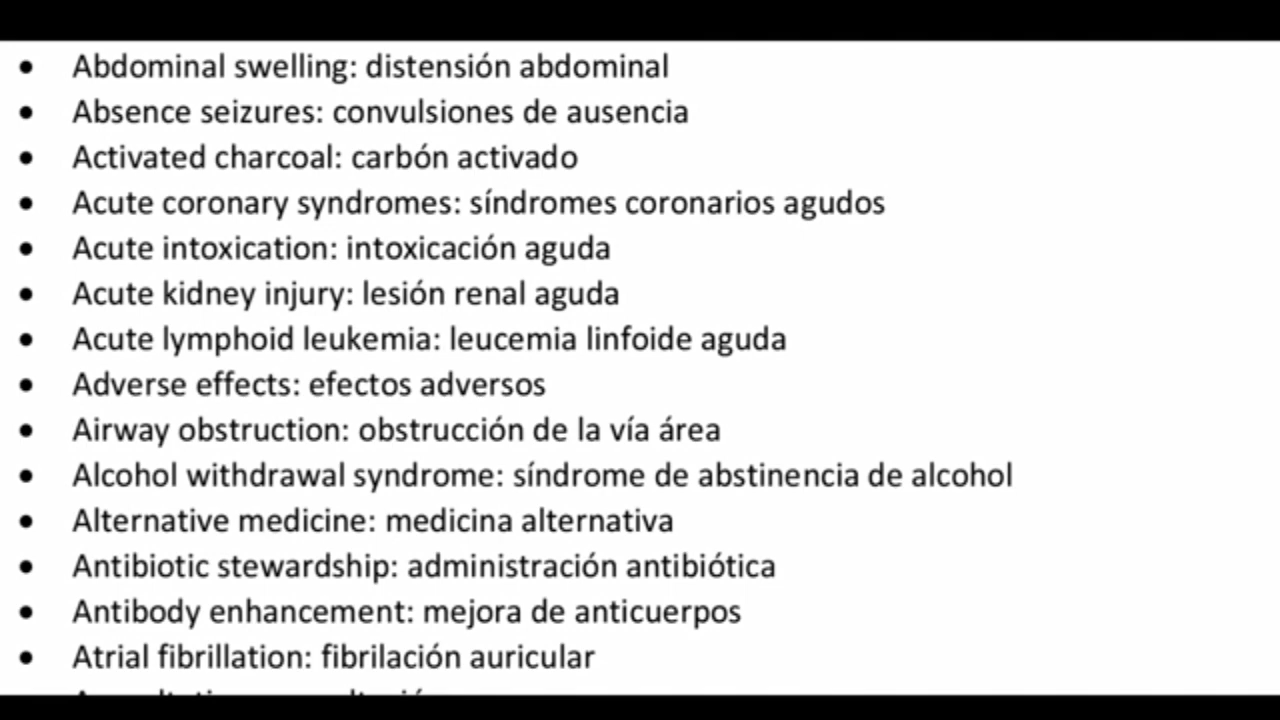 • Abdominal swelling: distensión abdominal
• Absence seizures: convulsiones de ausencia
• Activated charcoal: carbón activado
• Acute coronary syndromes: síndromes coronarios agudos
• Acute intoxication: intoxicación aguda
• Acute kidney injury: lesión renal aguda
• Acute lymphoid leukemia: leucemia linfoide aguda
• Adverse effects: efectos adversos
• Airway obstruction: obstrucción de la vía área
• Alcohol withdrawal syndrome: síndrome de abstinencia de alcohol
• Alternative medicine: medicina alternativa
• Antibiotic stewardship: administración antibiótica
• Antibody enhancement: mejora de anticuerpos
• Atrial fibrillation: fibrilación auricular